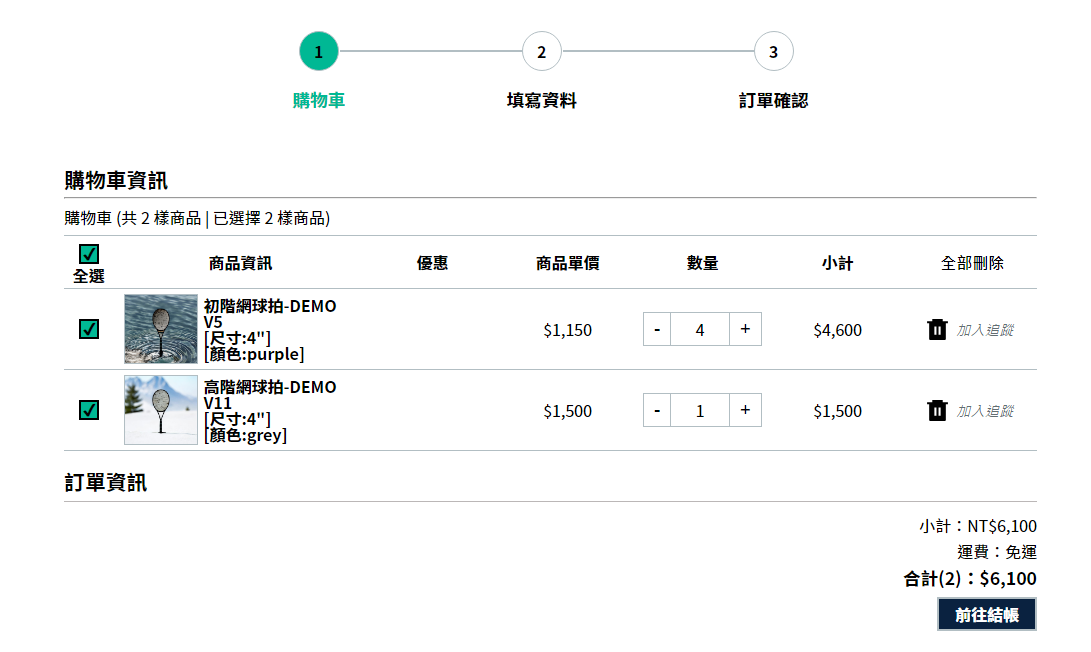 1
2
3
購物車
填寫資料
訂單確認
購物車資訊
購物車 (共 2 樣商品 | 已選擇 2 樣商品)
全選
商品資訊
優惠
商品單價
數量
小計
全部刪除
初階網球拍-DEMO
V5
[尺寸:4"]
[顏色:purple]
$1,150
- 4 +
$4,600
加入追蹤
高階網球拍-DEMO
V11
[尺寸:4"]
[顏色:grey]
$1,500
- 1 +
$1,500
加入追蹤
訂單資訊
小計：NT$6,100
運費：免運
合計(2)：$6,100
前往結帳